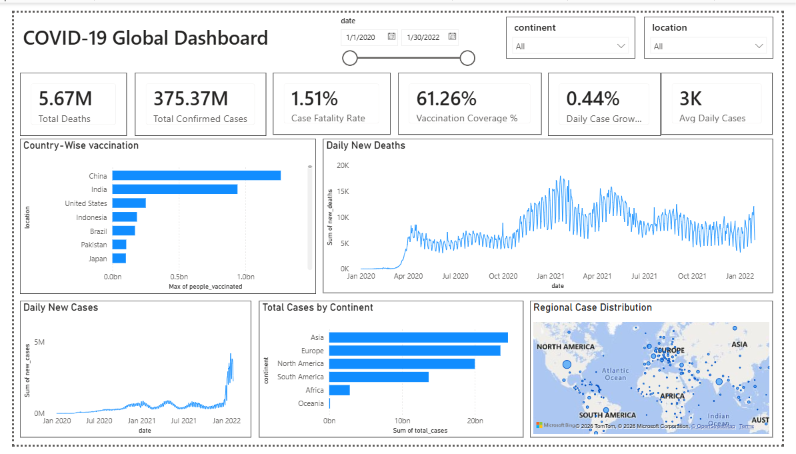 COVID-19 Global Dashboard
date
1/1/2020 1/30/2022
continent
All
location
All
5.67M
Total Deaths
375.37M
Total Confirmed Cases
1.51%
Case Fatality Rate
61.26%
Vaccination Coverage %
0.44%
Daily Case Grow...
3K
Avg Daily Cases
Country-Wise vaccination
location
China
India
United States
Indonesia
Brazil
Pakistan
Japan
0.0bn 0.5bn 1.0bn
Max of people_vaccinated
Daily New Deaths
Sum of new_deaths
20K
15K
10K
5K
0K
Jan 2020 Apr 2020 Jul 2020 Oct 2020 Jan 2021 Apr 2021 Jul 2021 Oct 2021 Jan 2022
date
Daily New Cases
Sum of new_cases
5M
0M
Jan 2020 Jul 2020 Jan 2021 Jul 2021 Jan 2022
date
Total Cases by Continent
continent
Asia
Europe
North America
South America
Africa
Oceania
0bn 10bn 20bn
Sum of total_cases
Regional Case Distribution
NORTH AMERICA
EUROPE
ASIA
Atlantic
Ocean
AFRICA
SOUTH AMERICA
Indian
Ocean
AUST
Microsoft Bing
© 2026 TomTom, © 2026 Microsoft Corporation, © OpenStreetMap Terms